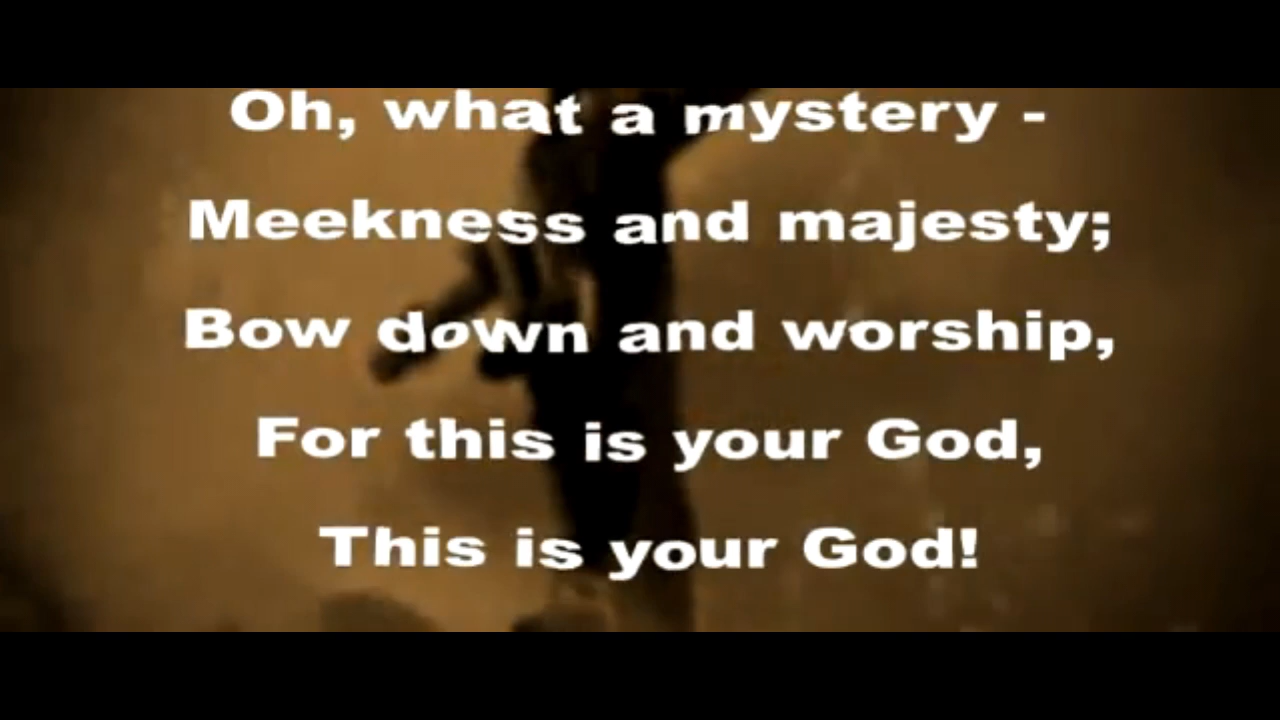 Oh, what a mystery -
Meekness and majesty;
Bow down and worship,
For this is your God,
This is your God!